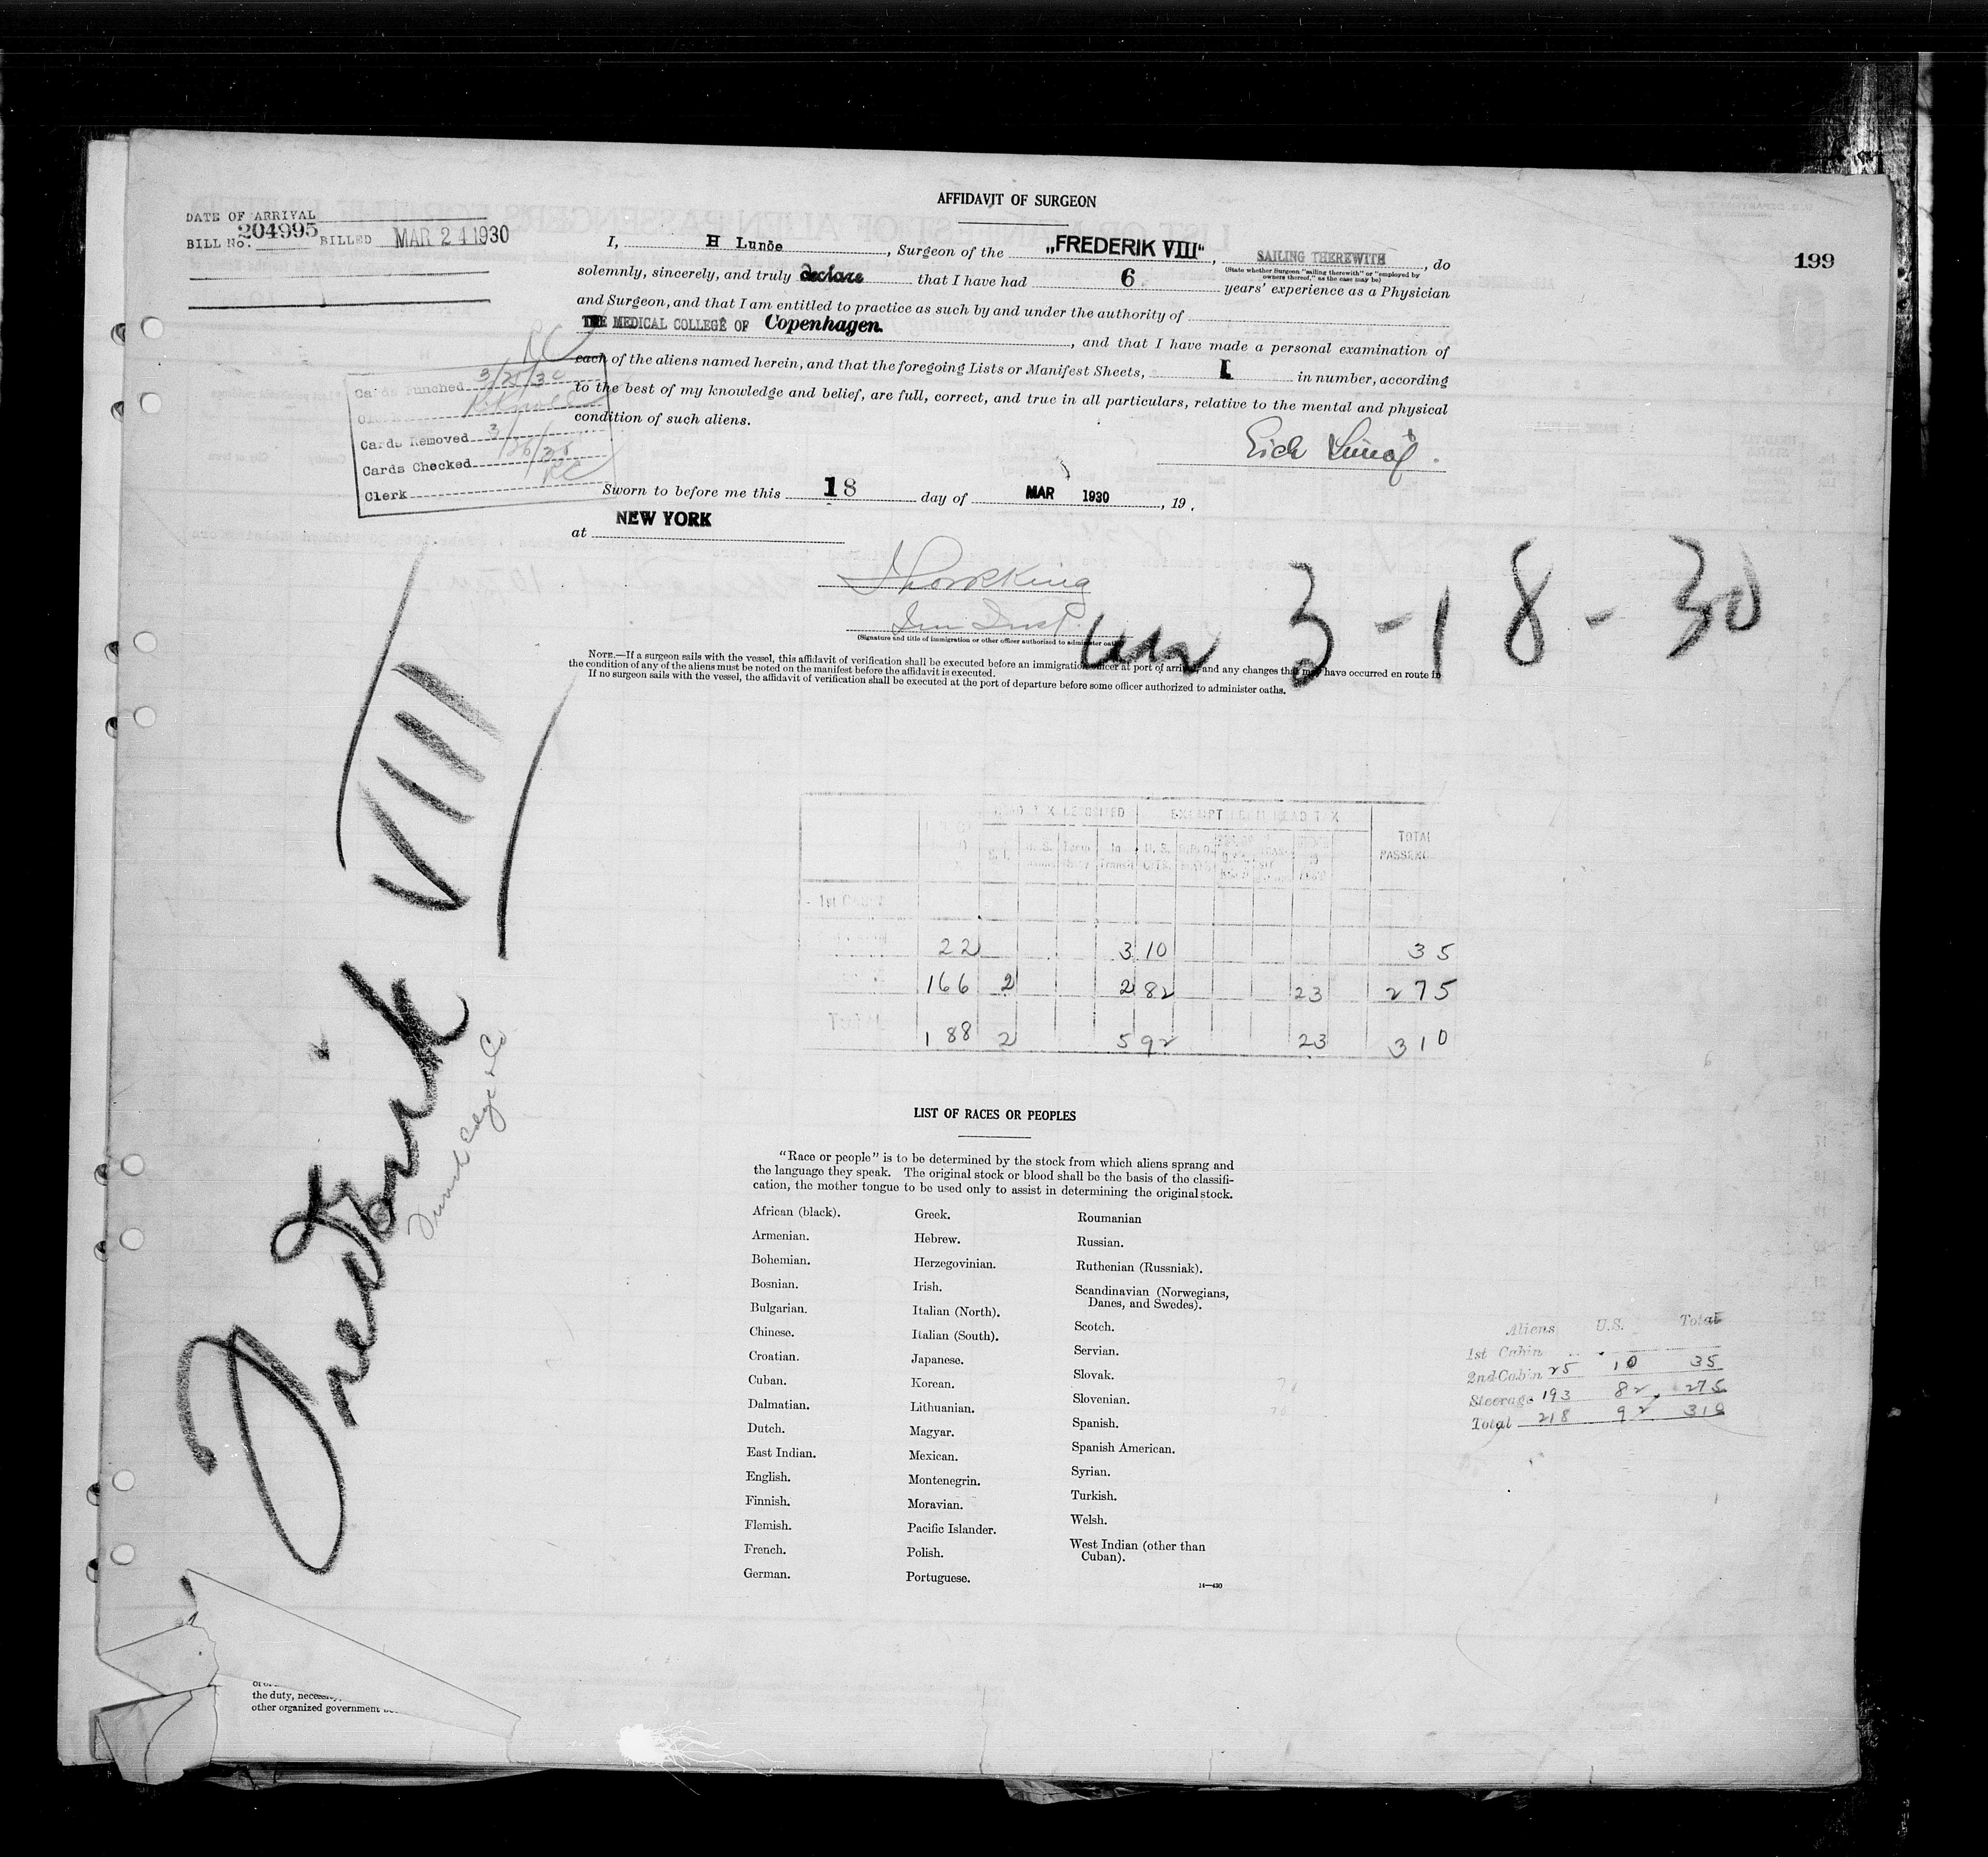 AFFIDAVIT OF SURGEON
DATE OF ARRIVAL
BILL No. 204995 BILLED MAR 24 1930
199
I, H Lunde, Surgeon of the „FREDERIK VIII“, SAILING THEREWITH, do
(State whether Surgeon "sailing therewith" or "employed by
owners thereof," as the case may be)
solemnly, sincerely, and truly declare that I have had 6 years' experience as a Physician
and Surgeon, and that I am entitled to practice as such by and under the authority of
THE MEDICAL COLLEGE OF Copenhagen.
, and that I have made a personal examination of
each of the aliens named herein, and that the foregoing Lists or Manifest Sheets, I in number, according
to the best of my knowledge and belief, are full, correct, and true in all particulars, relative to the mental and physical
condition of such aliens.
RC
Cards Punched 3/25/30
Cards Removed 3/26/30
Cards Checked RC
Clerk
Sworn to before me this 18 day of MAR 1930, 19 .
at NEW YORK
Imm Insp.
(Signature and title of immigration or other officer authorized to administer oaths)
3-18-30
NOTE.—If a surgeon sails with the vessel, this affidavit of verification shall be executed before an immigration officer at port of arrival, and any changes that may have occurred en route in
the condition of any of the aliens must be noted on the manifest before the affidavit is executed.
If no surgeon sails with the vessel, the affidavit of verification shall be executed at the port of departure before some officer authorized to administer oaths.
Frederik VIII
HEAD TAX DEPOSITED EXEMPT FROM HEAD TAX
S. I. U. S. In Transit U. S. TOTAL
1st CABIN
22 3 10 35
166 2 2 82 23 275
TOTAL 188 2 5 92 23 310
LIST OF RACES OR PEOPLES
"Race or people" is to be determined by the stock from which aliens sprang and
the language they speak. The original stock or blood shall be the basis of the classifi-
cation, the mother tongue to be used only to assist in determining the original stock.
African (black).
Armenian.
Bohemian.
Bosnian.
Bulgarian.
Chinese.
Croatian.
Cuban.
Dalmatian.
Dutch.
East Indian.
English.
Finnish.
Flemish.
French.
German.
Greek.
Hebrew.
Herzegovinian.
Irish.
Italian (North).
Italian (South).
Japanese.
Korean.
Lithuanian.
Magyar.
Mexican.
Montenegrin.
Moravian.
Pacific Islander.
Polish.
Portuguese.
Roumanian
Russian.
Ruthenian (Russniak).
Scandinavian (Norwegians,
Danes, and Swedes).
Scotch.
Servian.
Slovak.
Slovenian.
Spanish.
Spanish American.
Syrian.
Turkish.
Welsh.
West Indian (other than
Cuban).
14—430
Aliens U.S. Total
1st Cabin
2nd Cabin 25 10 35
Steerage 193 82 275
Total 218 92 310
the duty,
other organized government